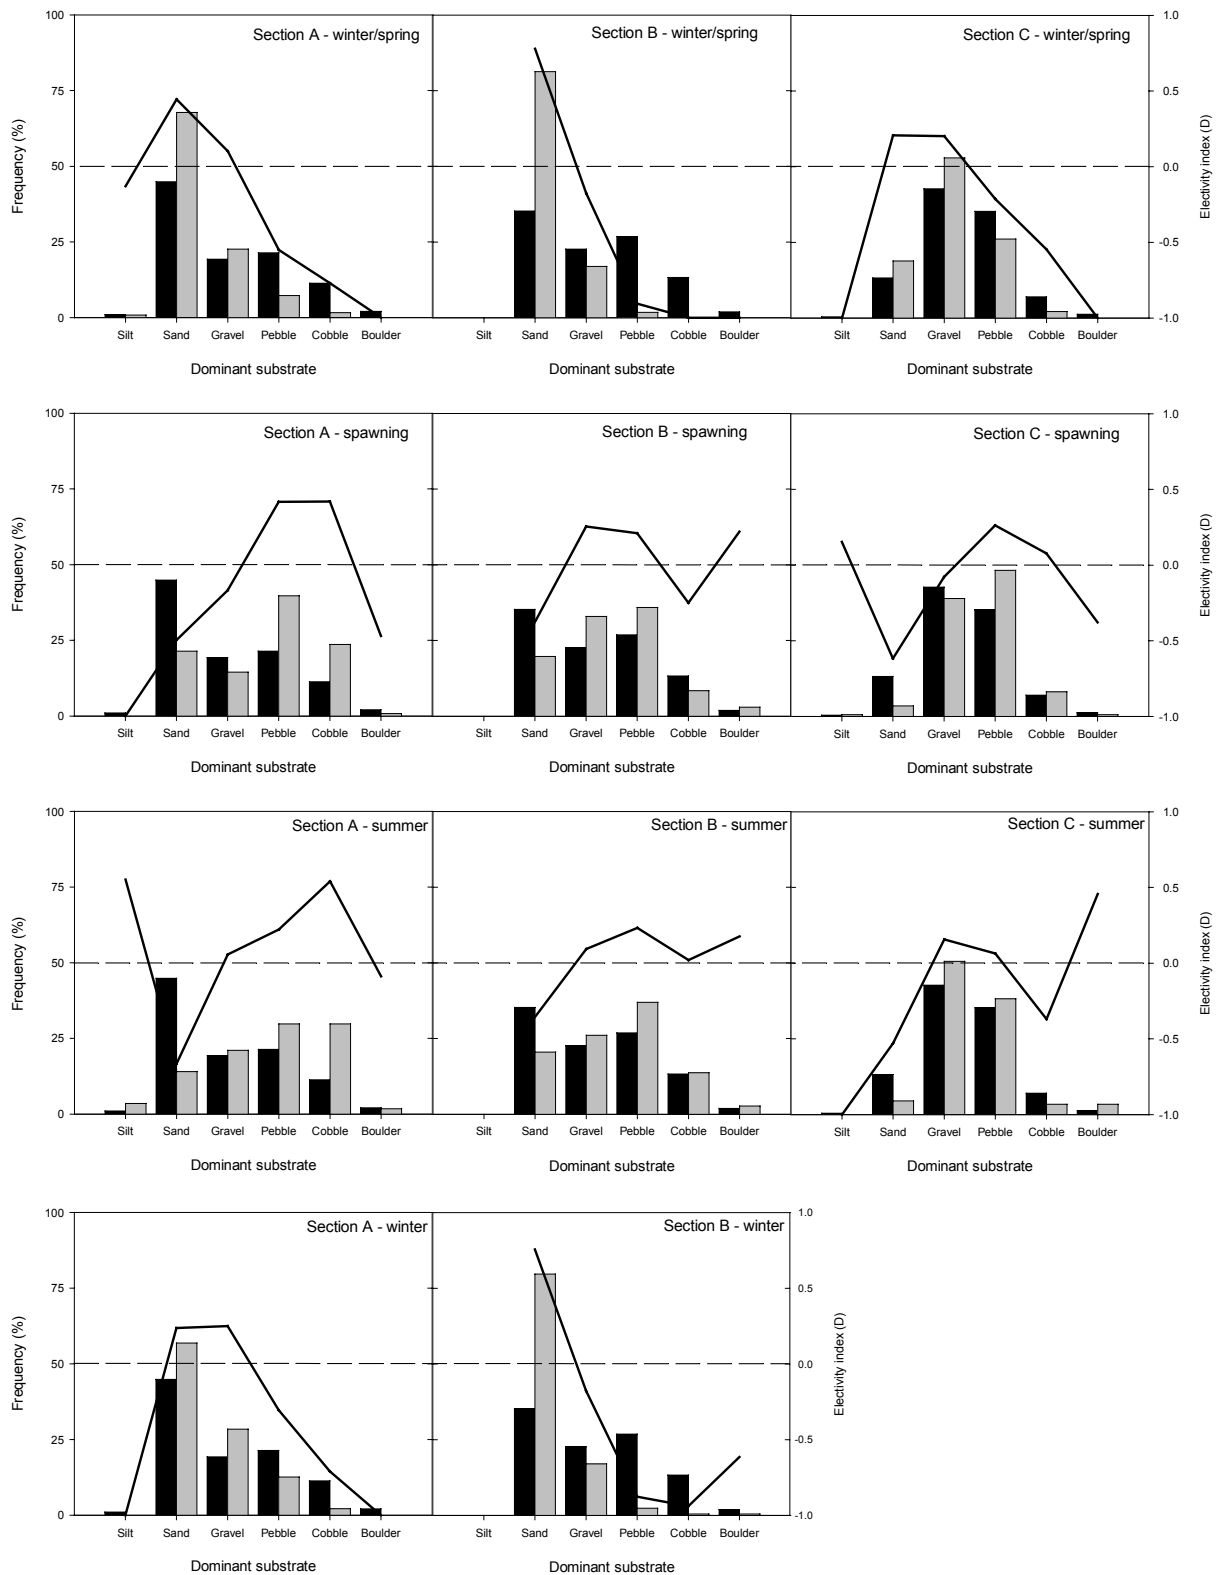 Section A - winter/spring
Section B - winter/spring
Section C - winter/spring
Frequency (%)
100
75
50
25
0
1.0
0.5
0.0
-0.5
-1.0
Electivity index (D)
Silt Sand Gravel Pebble Cobble Boulder
Silt Sand Gravel Pebble Cobble Boulder
Silt Sand Gravel Pebble Cobble Boulder
Dominant substrate
Dominant substrate
Dominant substrate
Section A - spawning
Section B - spawning
Section C - spawning
Frequency (%)
100
75
50
25
0
1.0
0.5
0.0
-0.5
-1.0
Electivity index (D)
Silt Sand Gravel Pebble Cobble Boulder
Silt Sand Gravel Pebble Cobble Boulder
Silt Sand Gravel Pebble Cobble Boulder
Dominant substrate
Dominant substrate
Dominant substrate
Section A - summer
Section B - summer
Section C - summer
Frequency (%)
100
75
50
25
0
1.0
0.5
0.0
-0.5
-1.0
Electivity index (D)
Silt Sand Gravel Pebble Cobble Boulder
Silt Sand Gravel Pebble Cobble Boulder
Silt Sand Gravel Pebble Cobble Boulder
Dominant substrate
Dominant substrate
Dominant substrate
Section A - winter
Section B - winter
Frequency (%)
100
75
50
25
0
1.0
0.5
0.0
-0.5
-1.0
Electivity index (D)
Silt Sand Gravel Pebble Cobble Boulder
Silt Sand Gravel Pebble Cobble Boulder
Dominant substrate
Dominant substrate